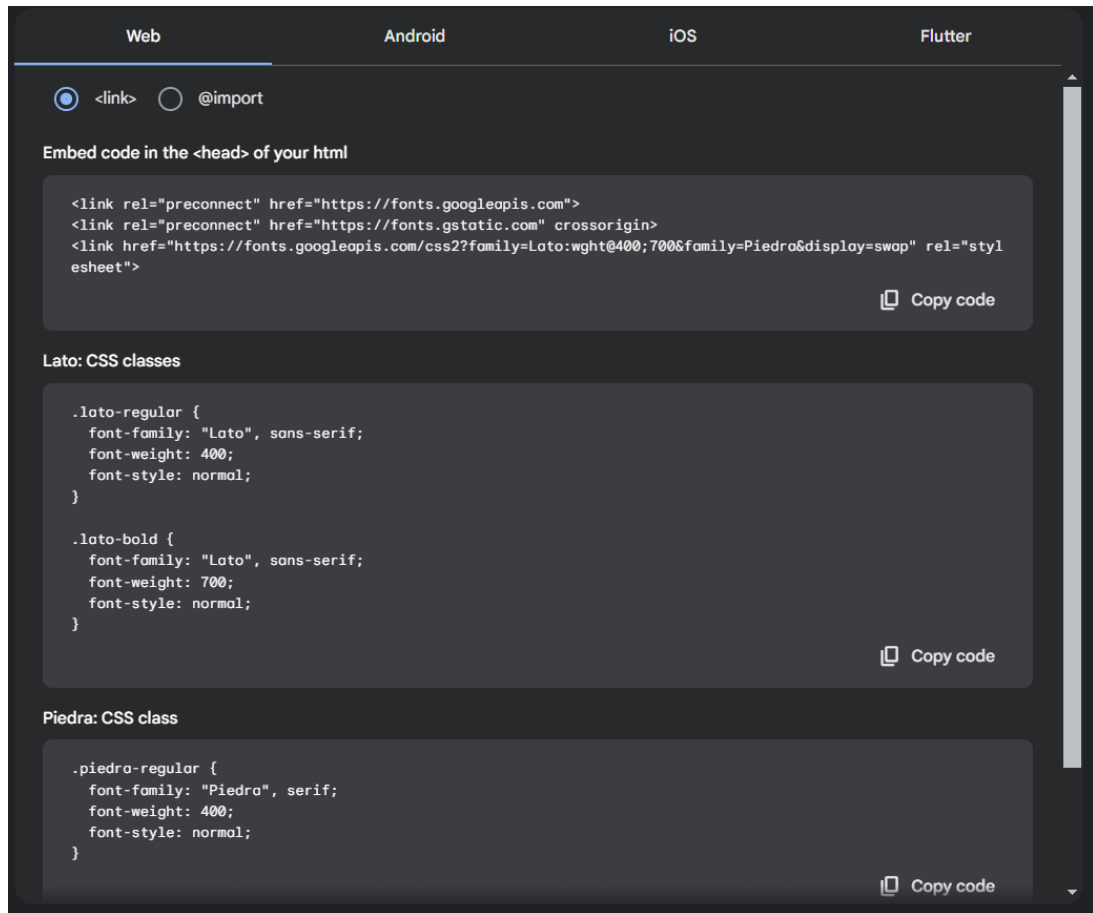 Web Android iOS Flutter
<link> @import
Embed code in the <head> of your html
<link rel="preconnect" href="https://fonts.googleapis.com">
<link rel="preconnect" href="https://fonts.gstatic.com" crossorigin>
<link href="https://fonts.googleapis.com/css2?family=Lato:wght@400;700&family=Piedra&display=swap" rel="styl
esheet">
Copy code
Lato: CSS classes
.lato-regular {
  font-family: "Lato", sans-serif;
  font-weight: 400;
  font-style: normal;
}
.lato-bold {
  font-family: "Lato", sans-serif;
  font-weight: 700;
  font-style: normal;
}
Copy code
Piedra: CSS class
.piedra-regular {
  font-family: "Piedra", serif;
  font-weight: 400;
  font-style: normal;
}
Copy code